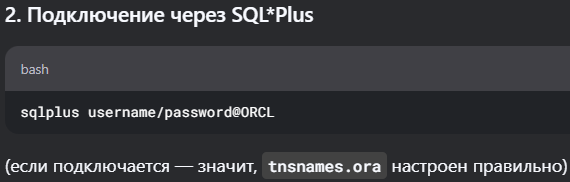 2. Подключение через SQL*Plus
bash
sqlplus username/password@ORCL
(если подключается — значит, tnsnames.ora настроен правильно)